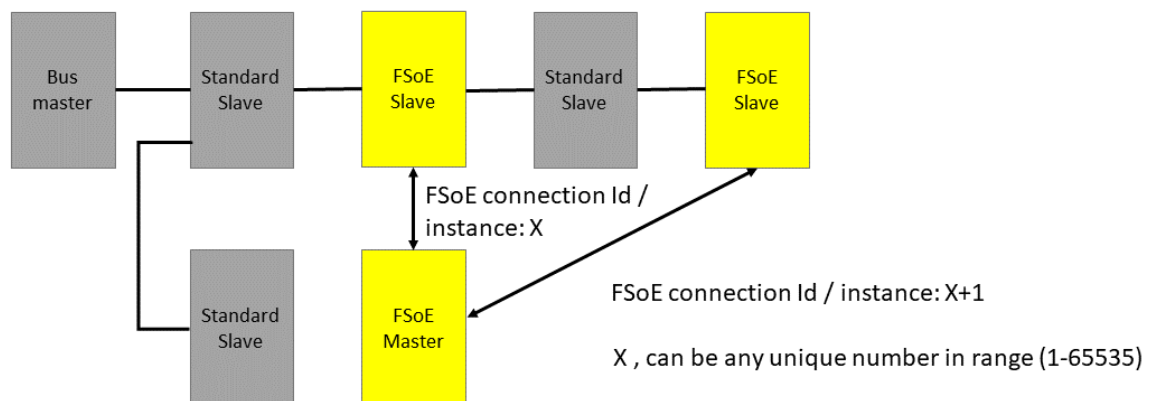 Bus
master
Standard
Slave
FSoE
Slave
Standard
Slave
FSoE
Slave
FSoE connection Id /
instance: X
Standard
Slave
FSoE
Master
FSoE connection Id / instance: X+1
X , can be any unique number in range (1-65535)